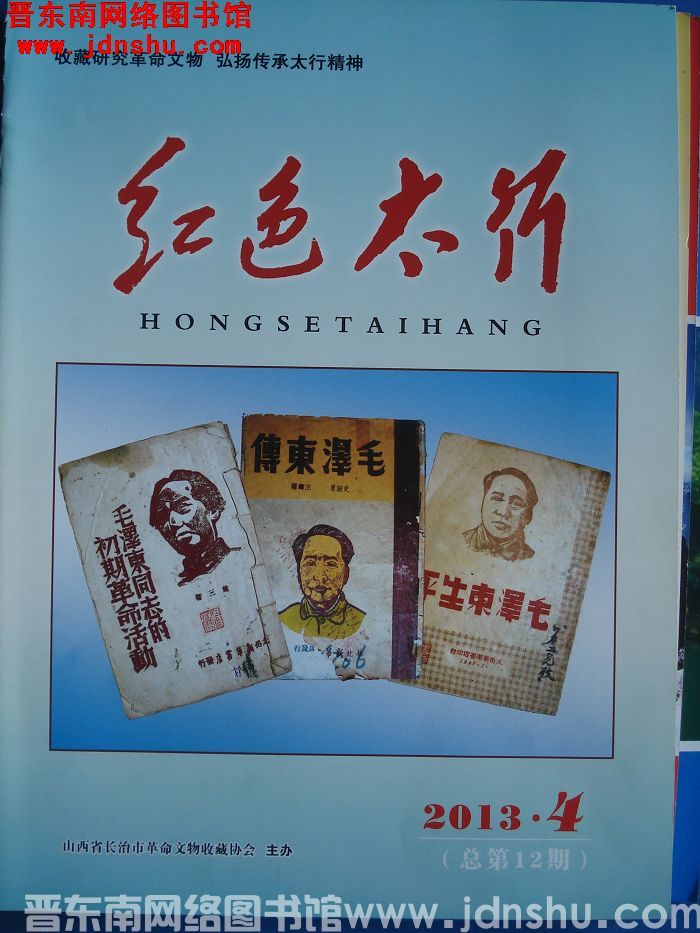 晋东南网络图书馆
www.jdnshu.com
收藏研究革命文物 弘扬传承太行精神
红色太行
HONGSETAIHANG
毛澤東同志的
初期革命活動
蕭三著
毛澤東傳
毛澤東生平
2013·4
(总第12期)
山西省长治市革命文物收藏协会 主办
晋东南网络图书馆 www.jdnshu.com